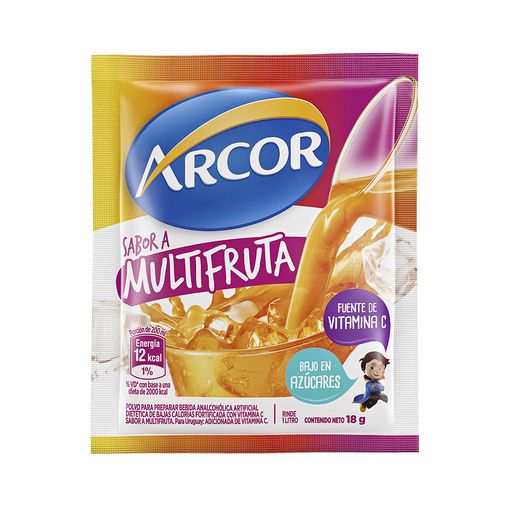 ARCOR
SABOR A
MULTIFRUTA
FUENTE DE
VITAMINA C
BAJO EN
AZÚCARES
Porción de 200 ml
Energía
12 kcal
1%
% VD* con base a una
dieta de 2000 kcal
POLVO PARA PREPARAR BEBIDA ANALCOHÓLICA ARTIFICIAL
DIETÉTICA DE BAJAS CALORÍAS FORTIFICADA CON VITAMINA C.
SABOR A MULTIFRUTA. Para Uruguay: ADICIONADA DE VITAMINA C.
RINDE
1 LITRO
CONTENIDO NETO 18 g